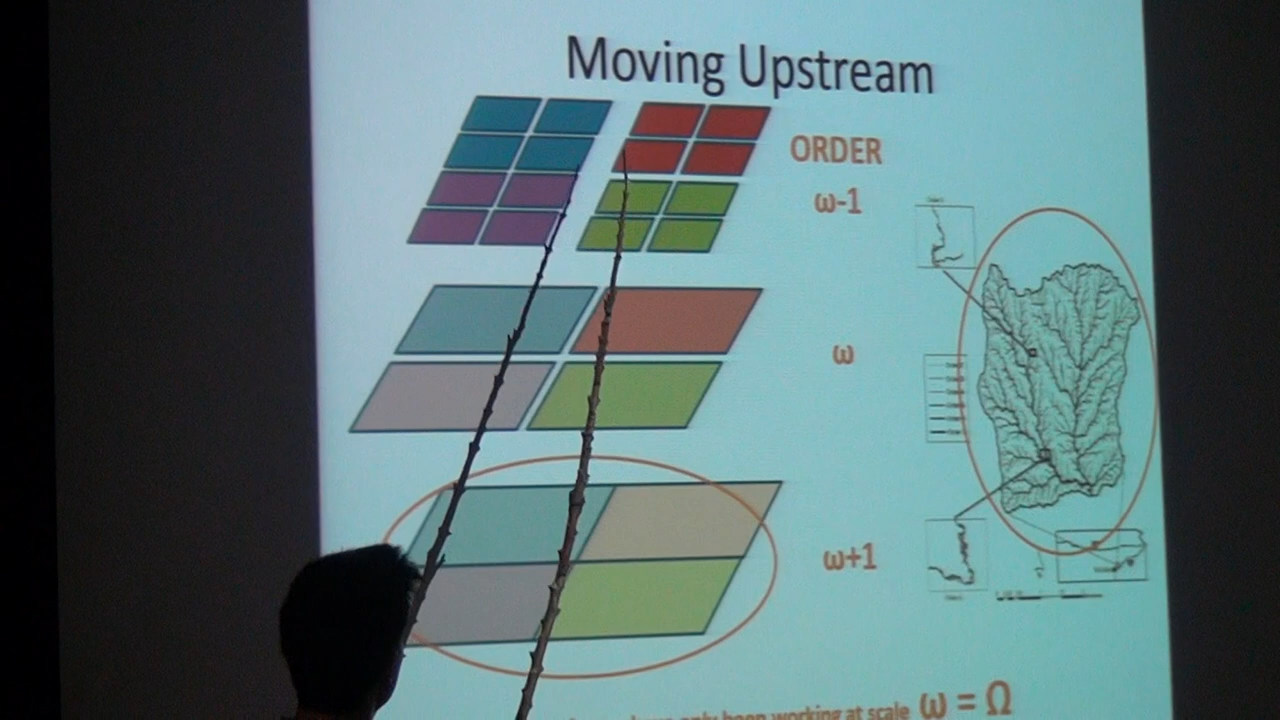 Moving Upstream
ORDER
ω-1
ω
ω+1
only been working at scale ω = Ω